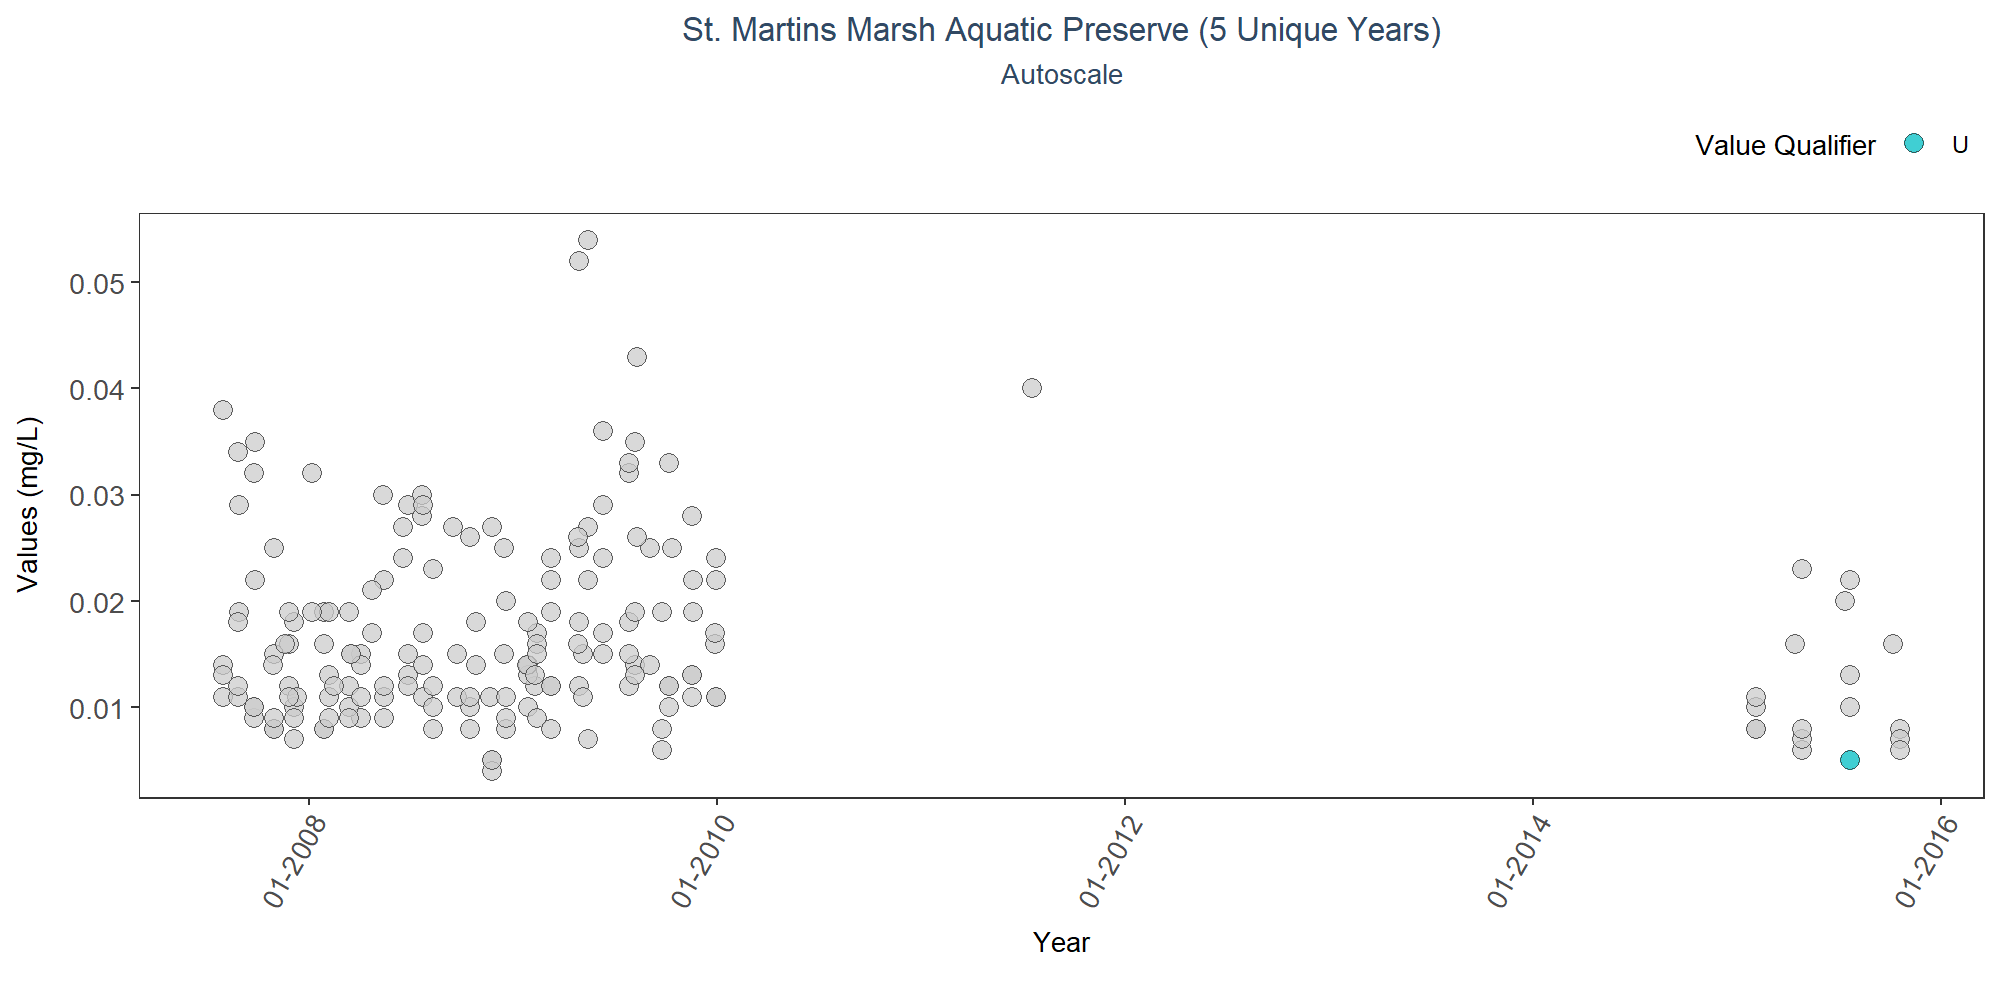 St. Martins Marsh Aquatic Preserve (5 Unique Years)
Autoscale
Value Qualifier U
Values (mg/L)
0.05
0.04
0.03
0.02
0.01
01-2008 01-2010 01-2012 01-2014 01-2016
Year